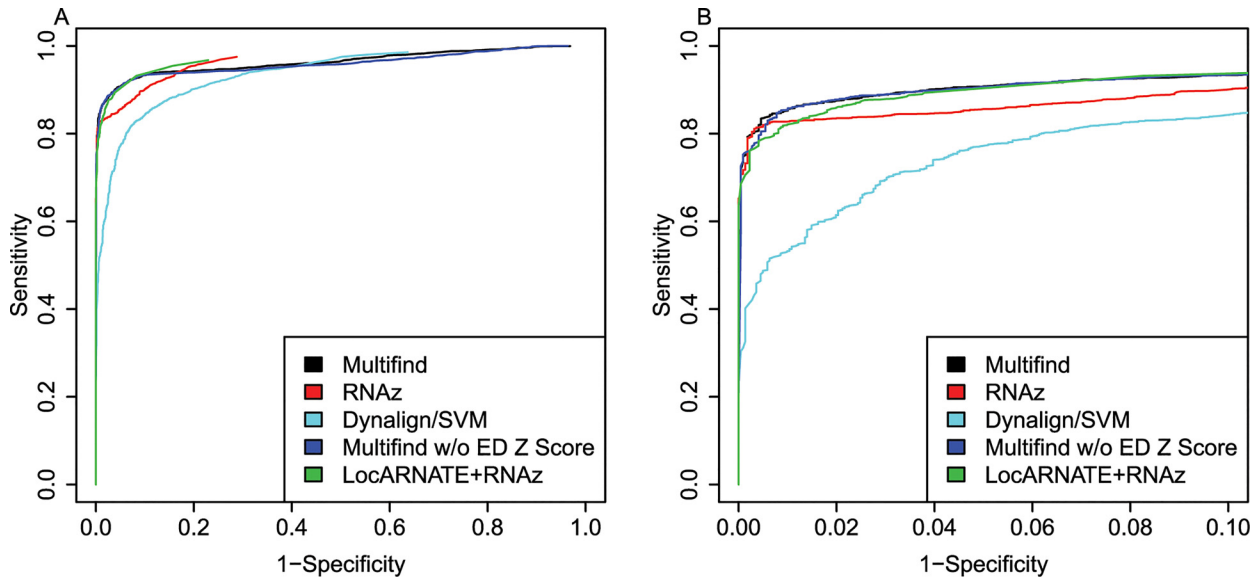 A
1.0
0.8
0.6
0.4
0.2
0.0
Sensitivity
0.0 0.2 0.4 0.6 0.8 1.0
1−Specificity
Multifind
RNAz
Dynalign/SVM
Multifind w/o ED Z Score
LocARNATE+RNAz
B
1.0
0.8
0.6
0.4
0.2
0.0
Sensitivity
0.00 0.02 0.04 0.06 0.08 0.10
1−Specificity
Multifind
RNAz
Dynalign/SVM
Multifind w/o ED Z Score
LocARNATE+RNAz